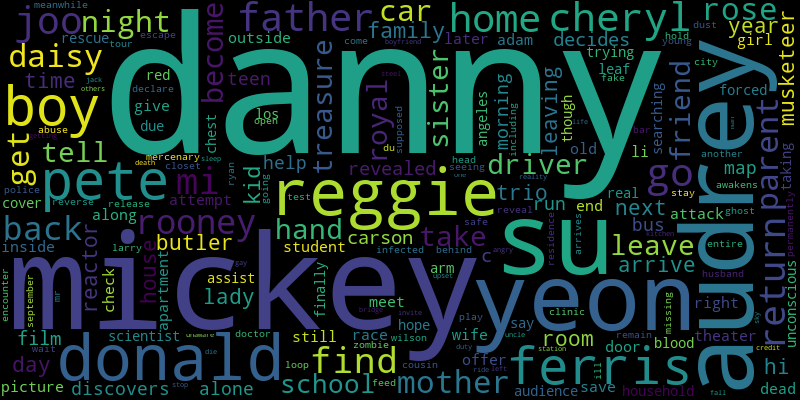 danny
mickey
su
yeon
audrey
reggie
donald
ferris
pete
boy
joo
night
father
car
home
cheryl
rose
daisy
time
rescue
tour
escape
meanwhile
become
outside
family
later
adam
decides
year
girl
musketeer
get
tell
red
give
due
declare
jack
others
teen
los
open
chest
treasure
royal
sister
angeles
morning
including
leaving
though
trying
leaf
fake
kid
help
revealed
driver
old
li
searching
friend
forced
map
another
awakens
parent
return
taking
mi
attempt
closet
mercenary
abuse
death
police
cover
reverse
release
back
along
rooney
hand
carson
take
trio
run
end
real
next
go
stay
attack
ghost
entire
inside
larry
reactor
house
butler
student
safe
reveal
arm
c
bus
leave
arrive
right
husband
theater
blood
missing
unconscious
permanently
encounter
september
check
apartment
lady
assist
finally
still
meet
infected
behind
residence
arrives
film
scientist
doctor
hope
race
wilson
wife
say
play
clinic
room
door
remain
day
wait
picture
discovers
alone
school
find
loop
feed
zombie
cousin
mother
offer
audience
save
household
hi
dead
credit
fall
station
uncle
ill
ride
left
duty
invite
bridge
upset
angry
kitchen
bar
city
dust
hold
young
life
reality
seeing
head
test
going
ryan
sleep
supposed
du
boyfriend
come
stop
die
unaware
gay
mr